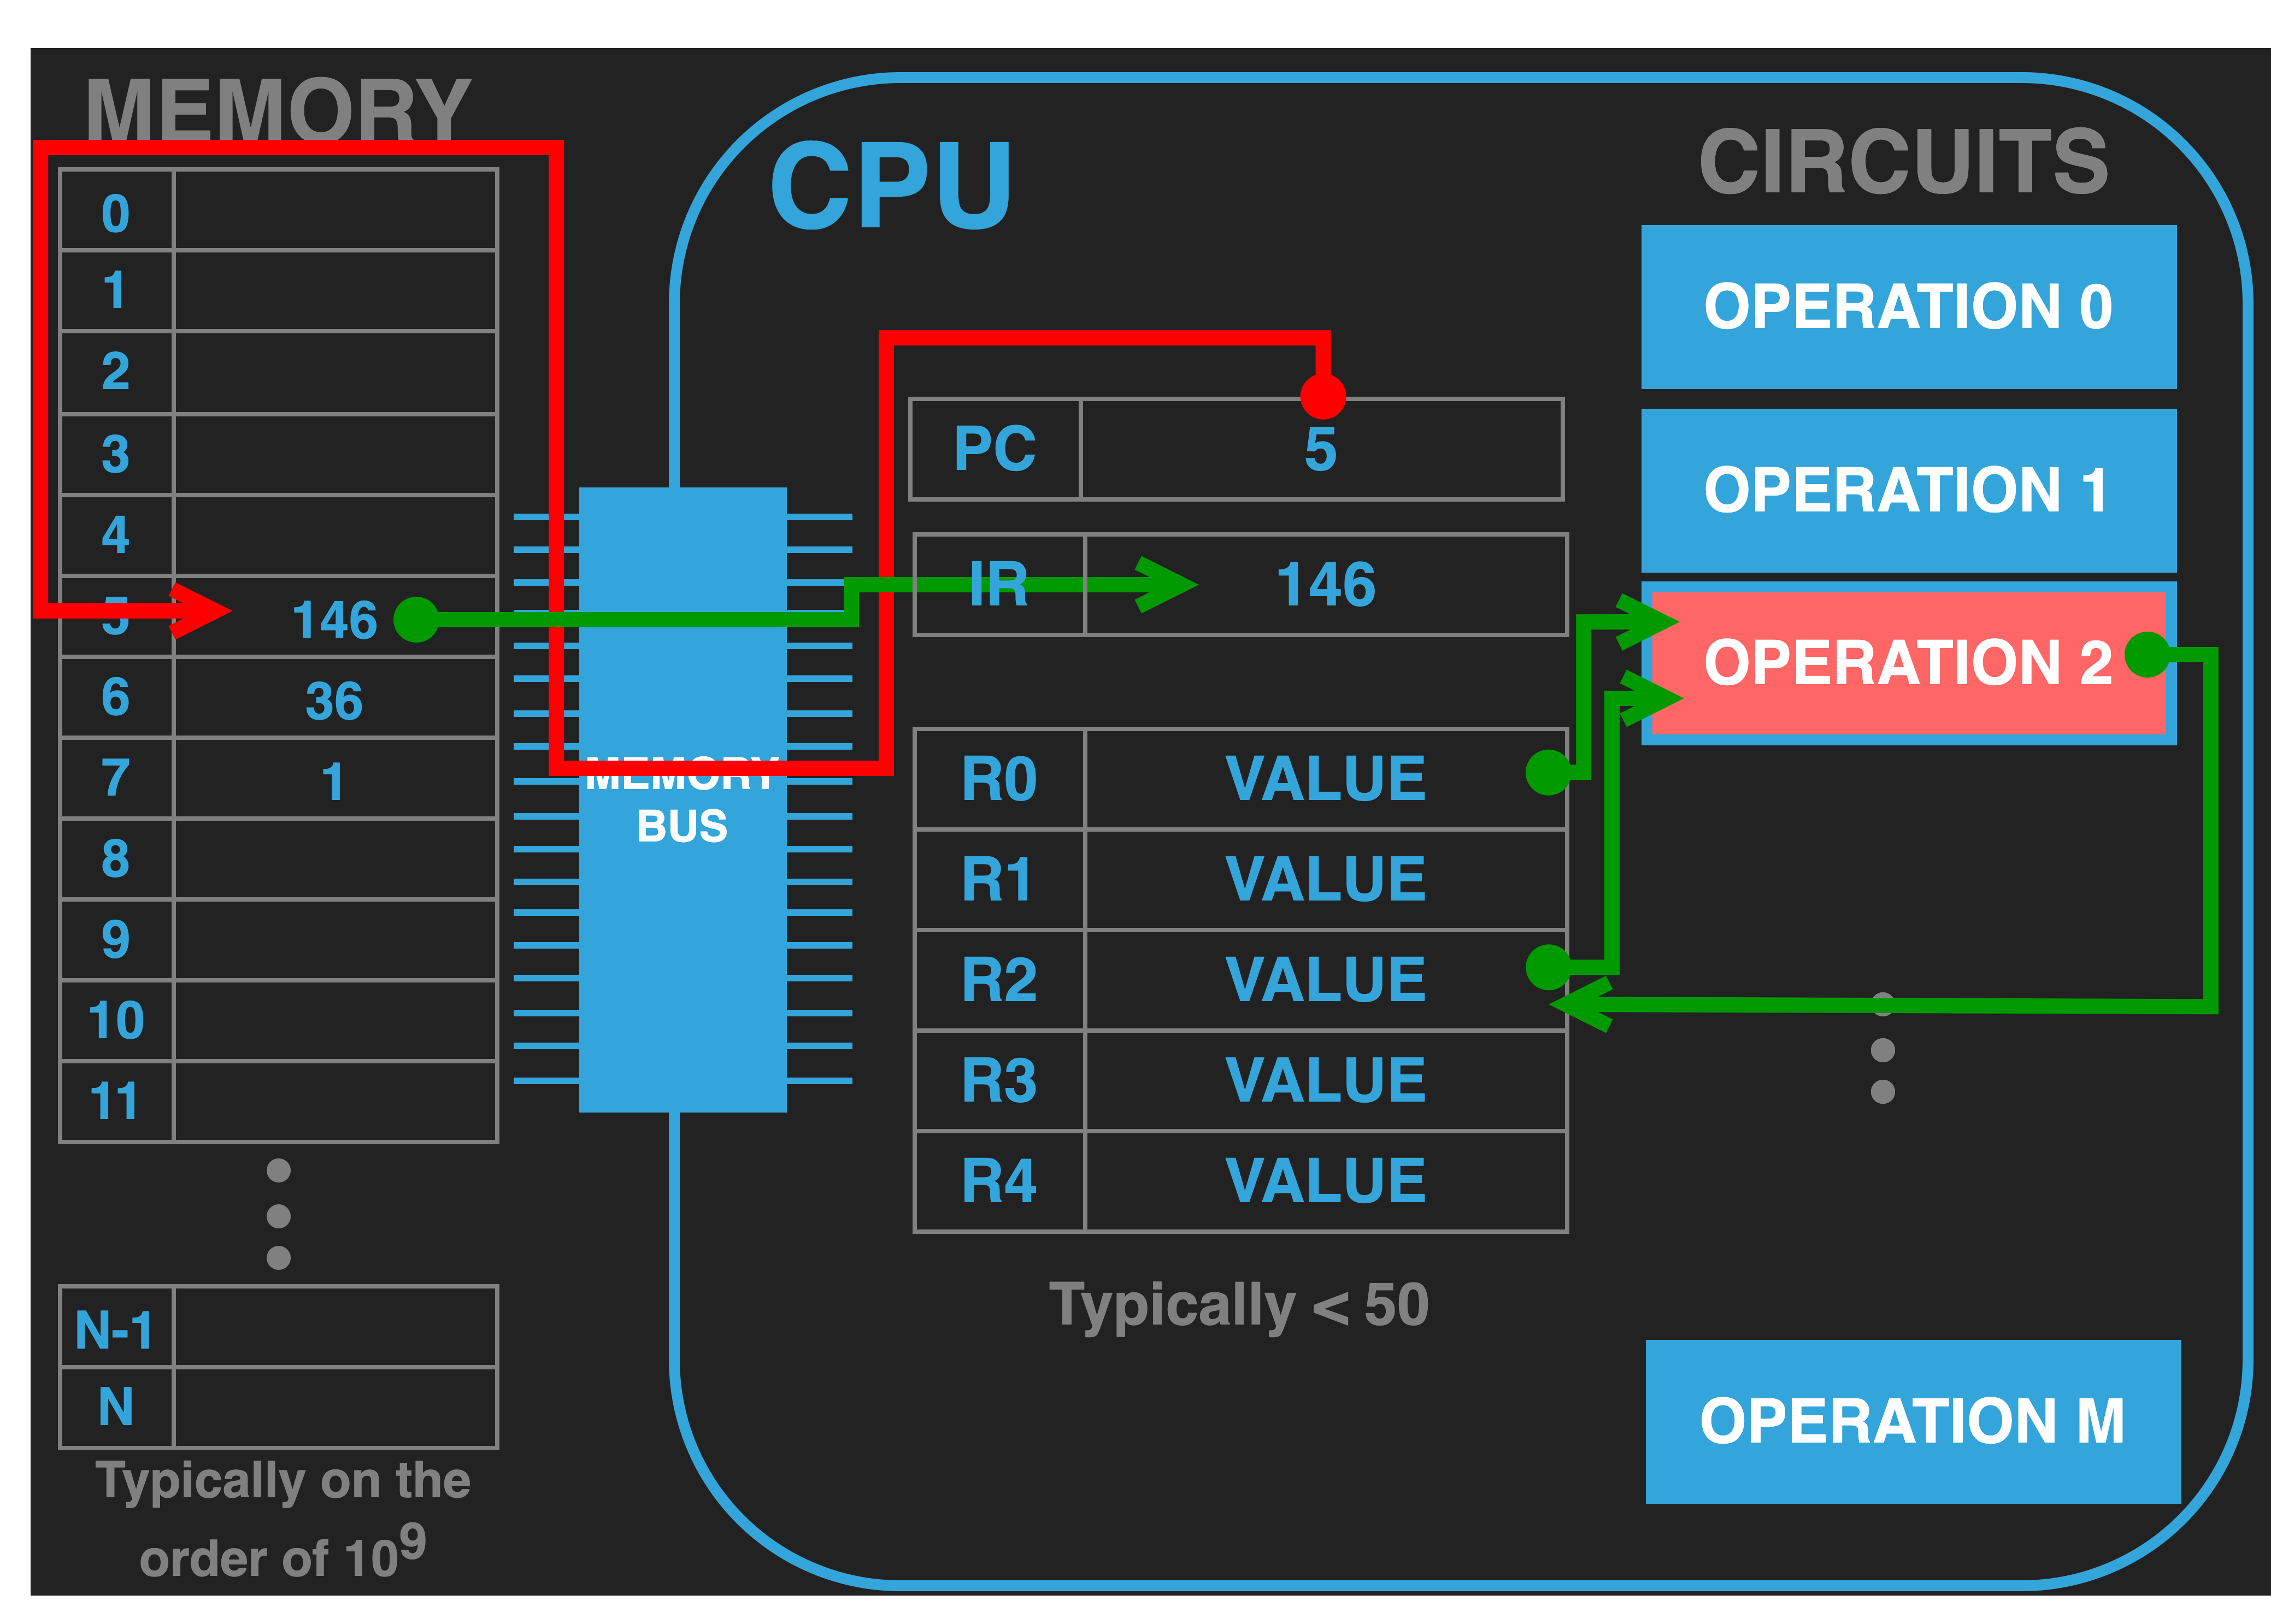 MEMORY
0
1
2
3
4
5 146
6 36
7 1
8
9
10
11
N-1
N
Typically on the
order of 10⁹
MEMORY
BUS
CPU
PC 5
IR 146
R0 VALUE
R1 VALUE
R2 VALUE
R3 VALUE
R4 VALUE
Typically < 50
CIRCUITS
OPERATION 0
OPERATION 1
OPERATION 2
OPERATION M